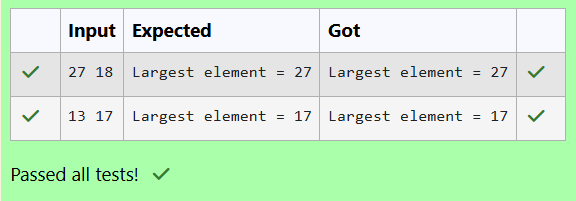 Input Expected Got
27 18 Largest element = 27 Largest element = 27
13 17 Largest element = 17 Largest element = 17
Passed all tests!